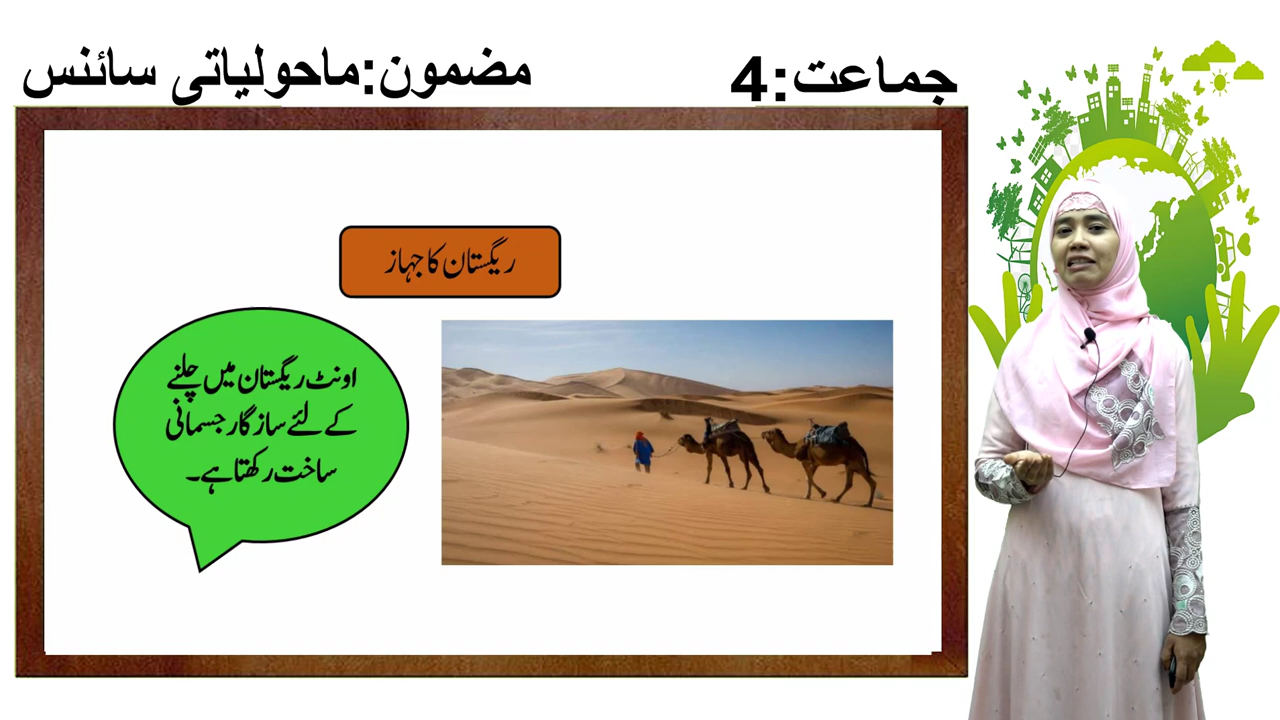 جماعت:4
مضمون:ماحولیاتی سائنس
ریگستان کا جہاز
اونٹ ریگستان میں چلنے
کے لئے سازگار جسمانی
ساخت رکھتا ہے۔